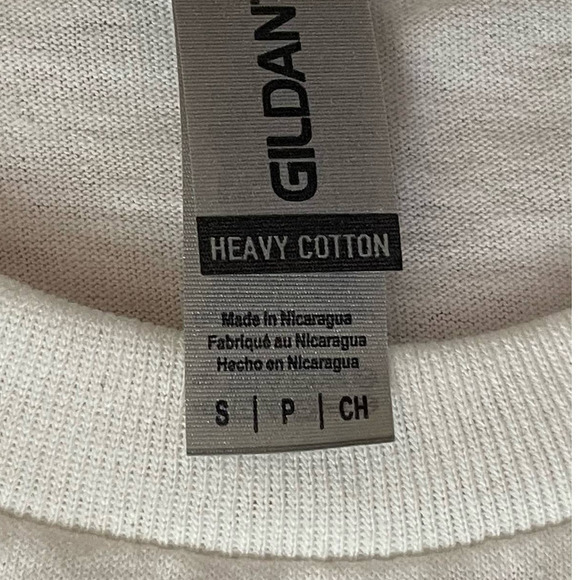 GILDAN
HEAVY COTTON
Made in Nicaragua
Fabriqué au Nicaragua
Hecho en Nicaragua
S | P | CH